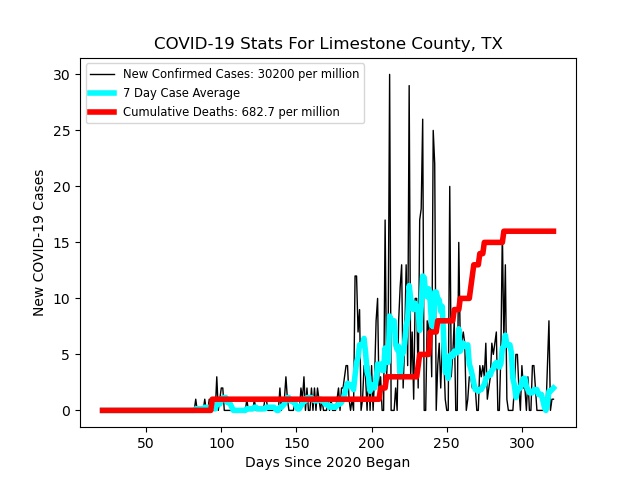 COVID-19 Stats For Limestone County, TX
New Confirmed Cases: 30200 per million
7 Day Case Average
Cumulative Deaths: 682.7 per million
New COVID-19 Cases
30
25
20
15
10
5
0
50 100 150 200 250 300
Days Since 2020 Began